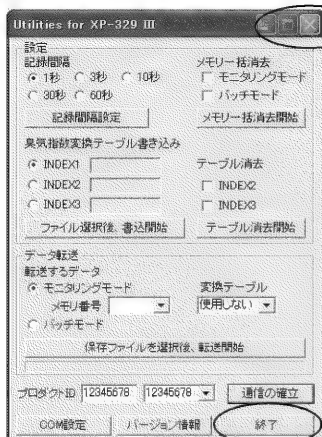 Utilities for XP-329 Ⅲ
設定
記録間隔
1秒 3秒 10秒
30秒 60秒
記録間隔設定
メモリー括消去
モニタリングモード
バッチモード
メモリー括消去開始
臭気指数変換テーブル書き込み
INDEX1
INDEX2
INDEX3
ファイル選択後、書込開始
テーブル消去
INDEX2
INDEX3
テーブル消去開始
データ転送
転送するデータ
モニタリングモード
メモリ番号
バッチモード
変換テーブル
使用しない
保存ファイルを選択後、転送開始
プロダクトID 12345678 12345678 通信の確立
COM設定 バージョン情報 終了